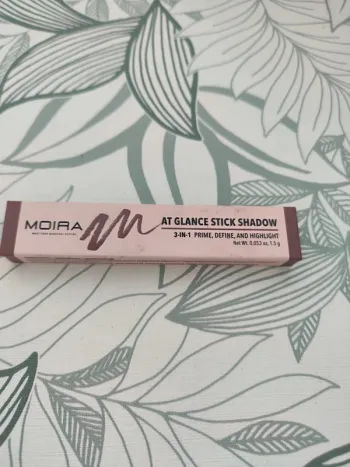 MOIRA
AT GLANCE STICK SHADOW
3-IN-1 PRIME, DEFINE, AND HIGHLIGHT
Net Wt. 0.053 oz, 1.5 g